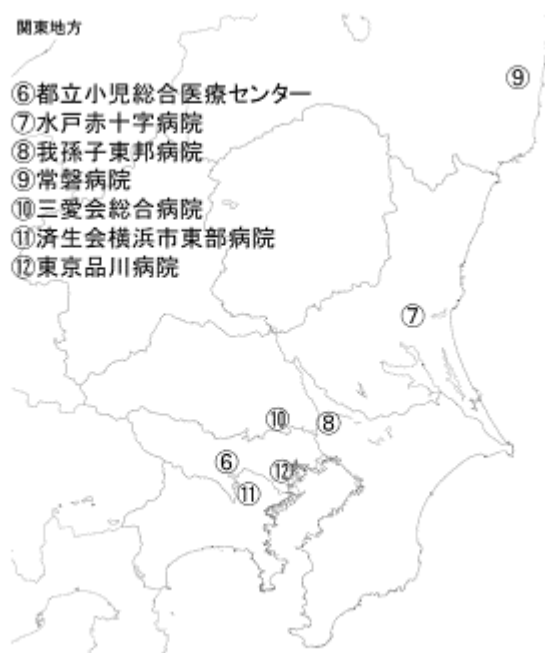 関東地方
⑥都立小児総合医療センター
⑦水戸赤十字病院
⑧我孫子東邦病院
⑨常磐病院
⑩三愛会総合病院
⑪済生会横浜市東部病院
⑫東京品川病院
⑨
⑦
⑩
⑧
⑥
⑫
⑪